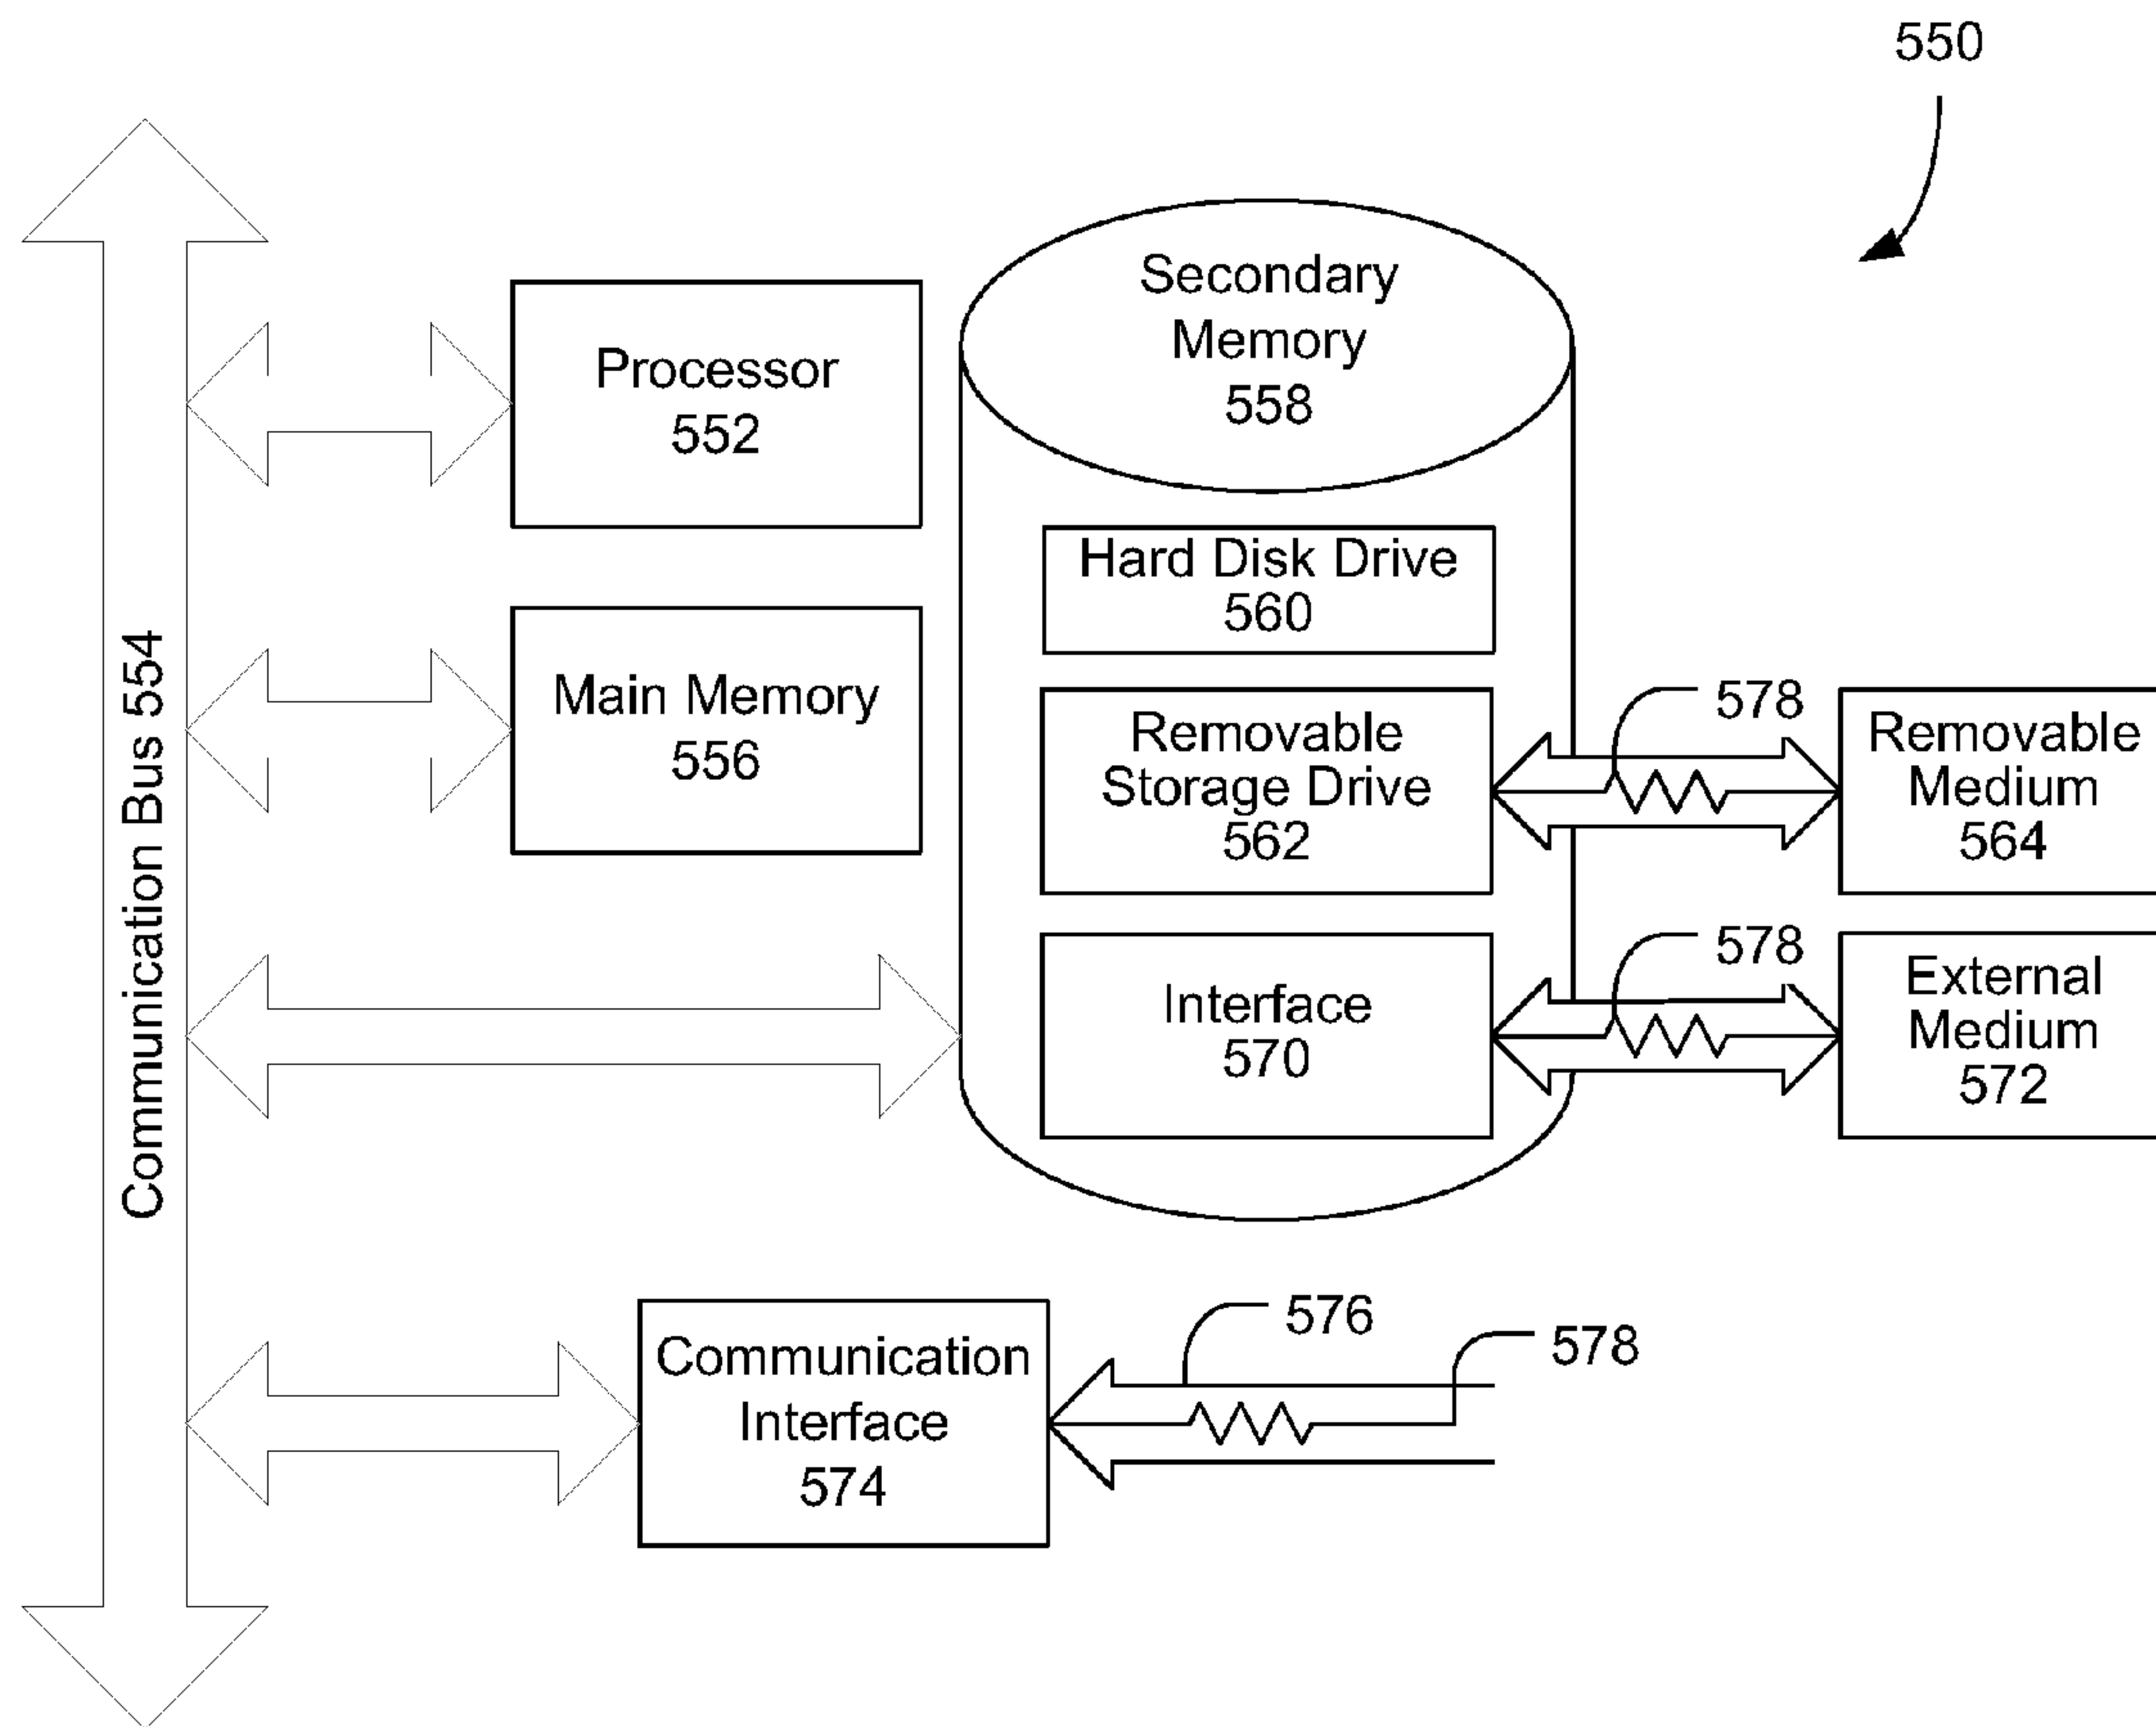 550
Communication Bus 554
Processor
552
Secondary
Memory
558
Hard Disk Drive
560
Main Memory
556
Removable
Storage Drive
562
578
Removable
Medium
564
Interface
570
578
External
Medium
572
Communication
Interface
574
576
578